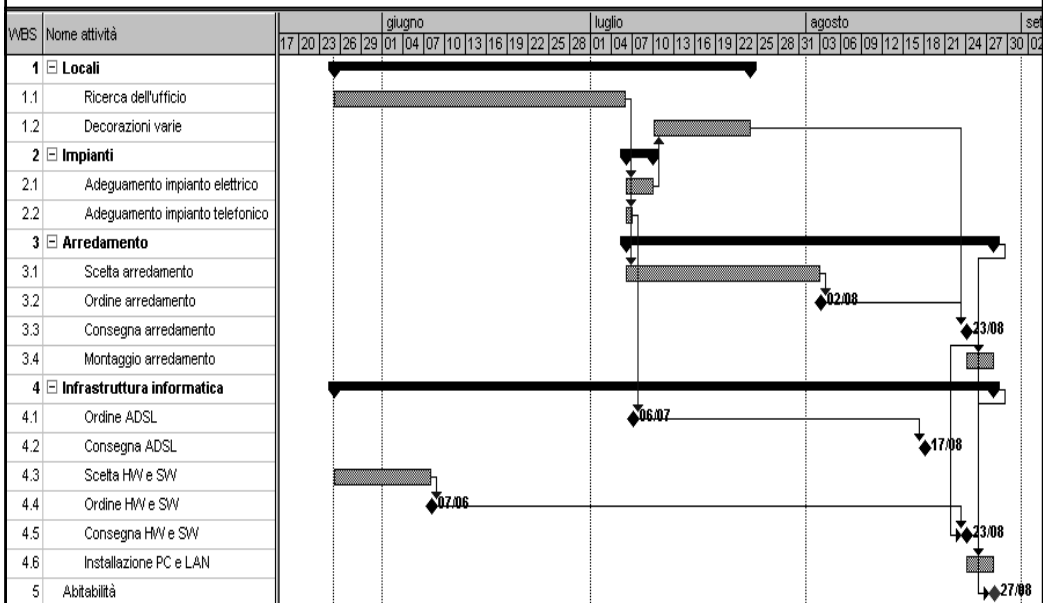 giugno luglio agosto set
WBS Nome attività 17 20 23 26 29 01 04 07 10 13 16 19 22 25 28 01 04 07 10 13 16 19 22 25 28 31 03 06 09 12 15 18 21 24 27 30 02
1 Locali
1.1 Ricerca dell'ufficio
1.2 Decorazioni varie
2 Impianti
2.1 Adeguamento impianto elettrico
2.2 Adeguamento impianto telefonico
3 Arredamento
3.1 Scelta arredamento
3.2 Ordine arredamento 02/08
3.3 Consegna arredamento 23/08
3.4 Montaggio arredamento
4 Infrastruttura informatica
4.1 Ordine ADSL 06/07
4.2 Consegna ADSL 17/08
4.3 Scelta HW e SW
4.4 Ordine HW e SW 07/06
4.5 Consegna HW e SW 23/08
4.6 Installazione PC e LAN
5 Abitabilità 27/08